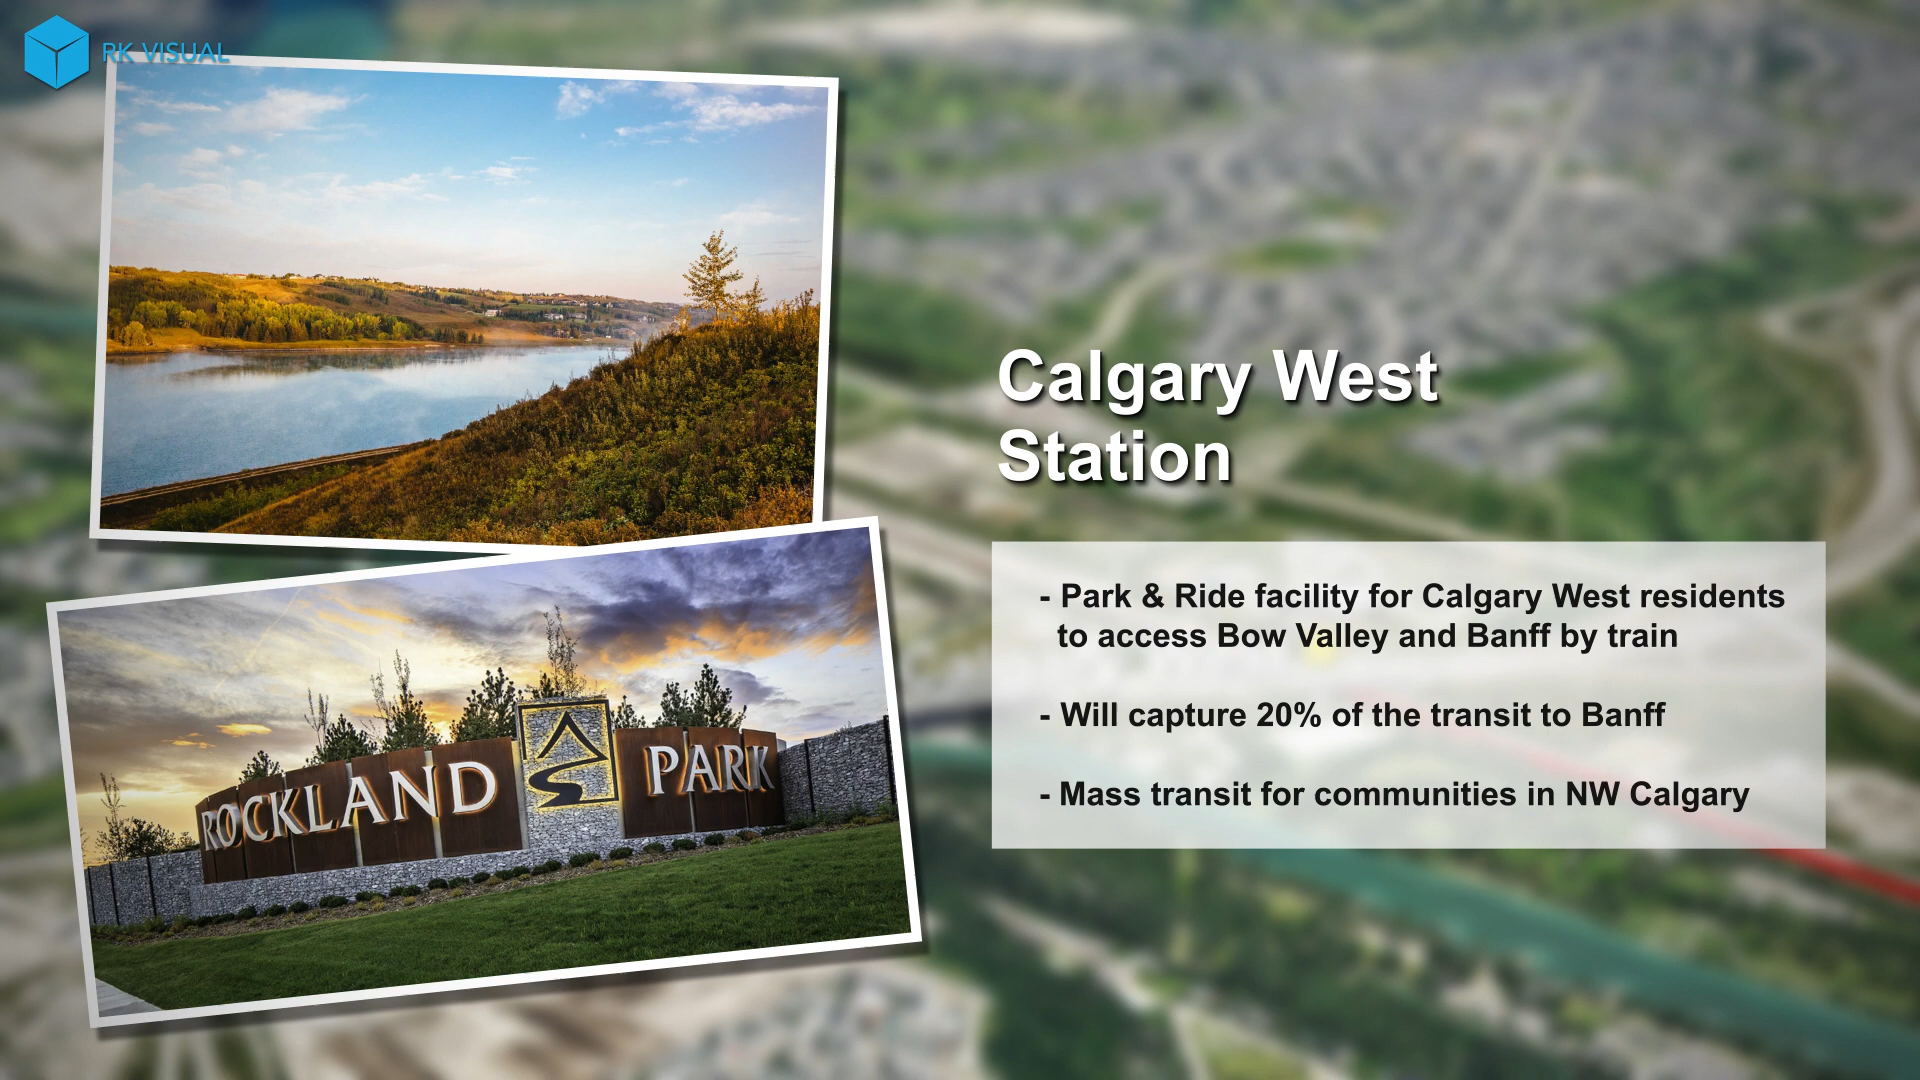 RK VISUAL
ROCKLAND PARK
Calgary West
Station
- Park & Ride facility for Calgary West residents
to access Bow Valley and Banff by train
- Will capture 20% of the transit to Banff
- Mass transit for communities in NW Calgary